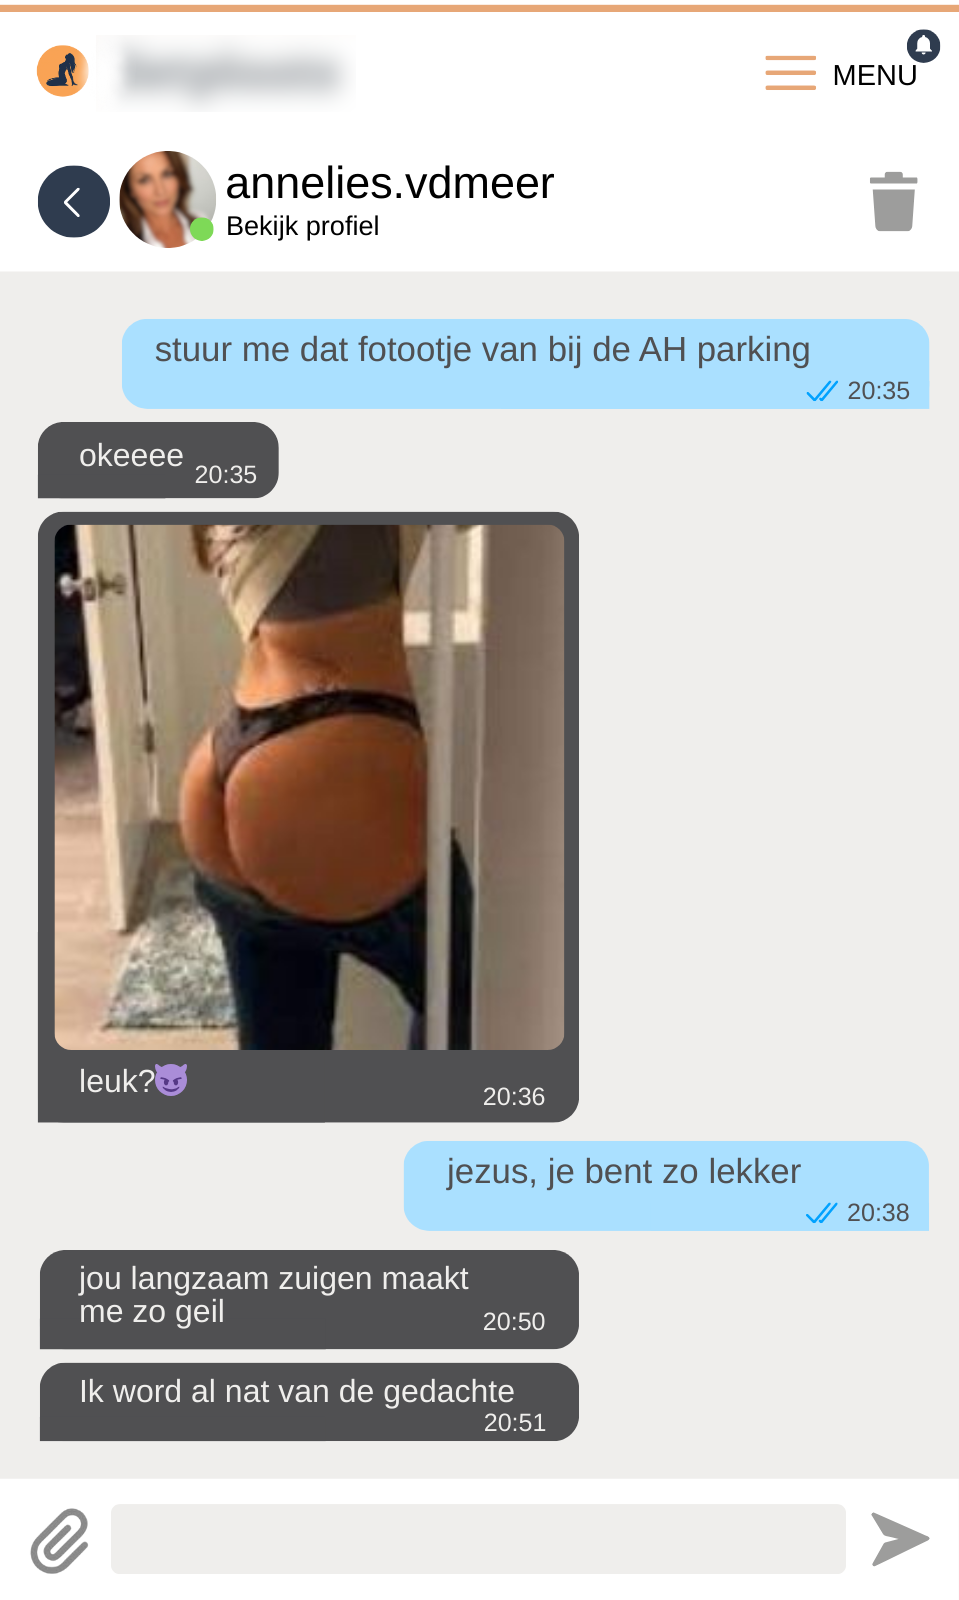 MENU
annelies.vdmeer
Bekijk profiel
stuur me dat fotootje van bij de AH parking
20:35
okeeee
20:35
leuk?😈
20:36
jezus, je bent zo lekker
20:38
jou langzaam zuigen maakt
me zo geil
20:50
Ik word al nat van de gedachte
20:51